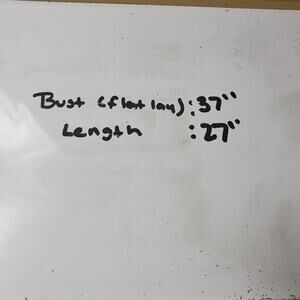 Bust (flat lay): 37"
Length : 27"